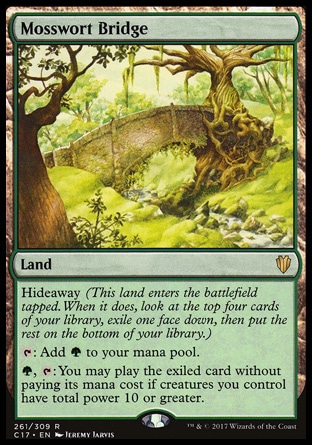 Mosswort Bridge
Land
Hideaway (This land enters the battlefield
tapped. When it does, look at the top four cards
of your library, exile one face down, then put the
rest on the bottom of your library.)
: Add to your mana pool.
, : You may play the exiled card without
paying its mana cost if creatures you control
have total power 10 or greater.
261/309 R
C17 • EN Jeremy Jarvis
™ & © 2017 Wizards of the Coast